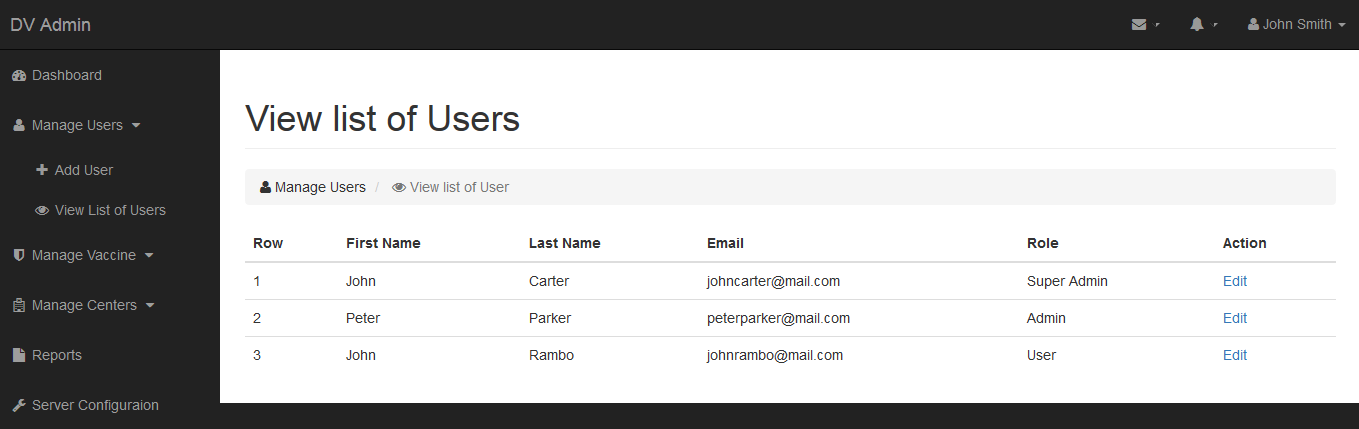 DV Admin
John Smith
Dashboard
Manage Users
Add User
View List of Users
Manage Vaccine
Manage Centers
Reports
Server Configuraion
View list of Users
Manage Users / View list of User
Row First Name Last Name Email Role Action
1 John Carter johncarter@mail.com Super Admin Edit
2 Peter Parker peterparker@mail.com Admin Edit
3 John Rambo johnrambo@mail.com User Edit